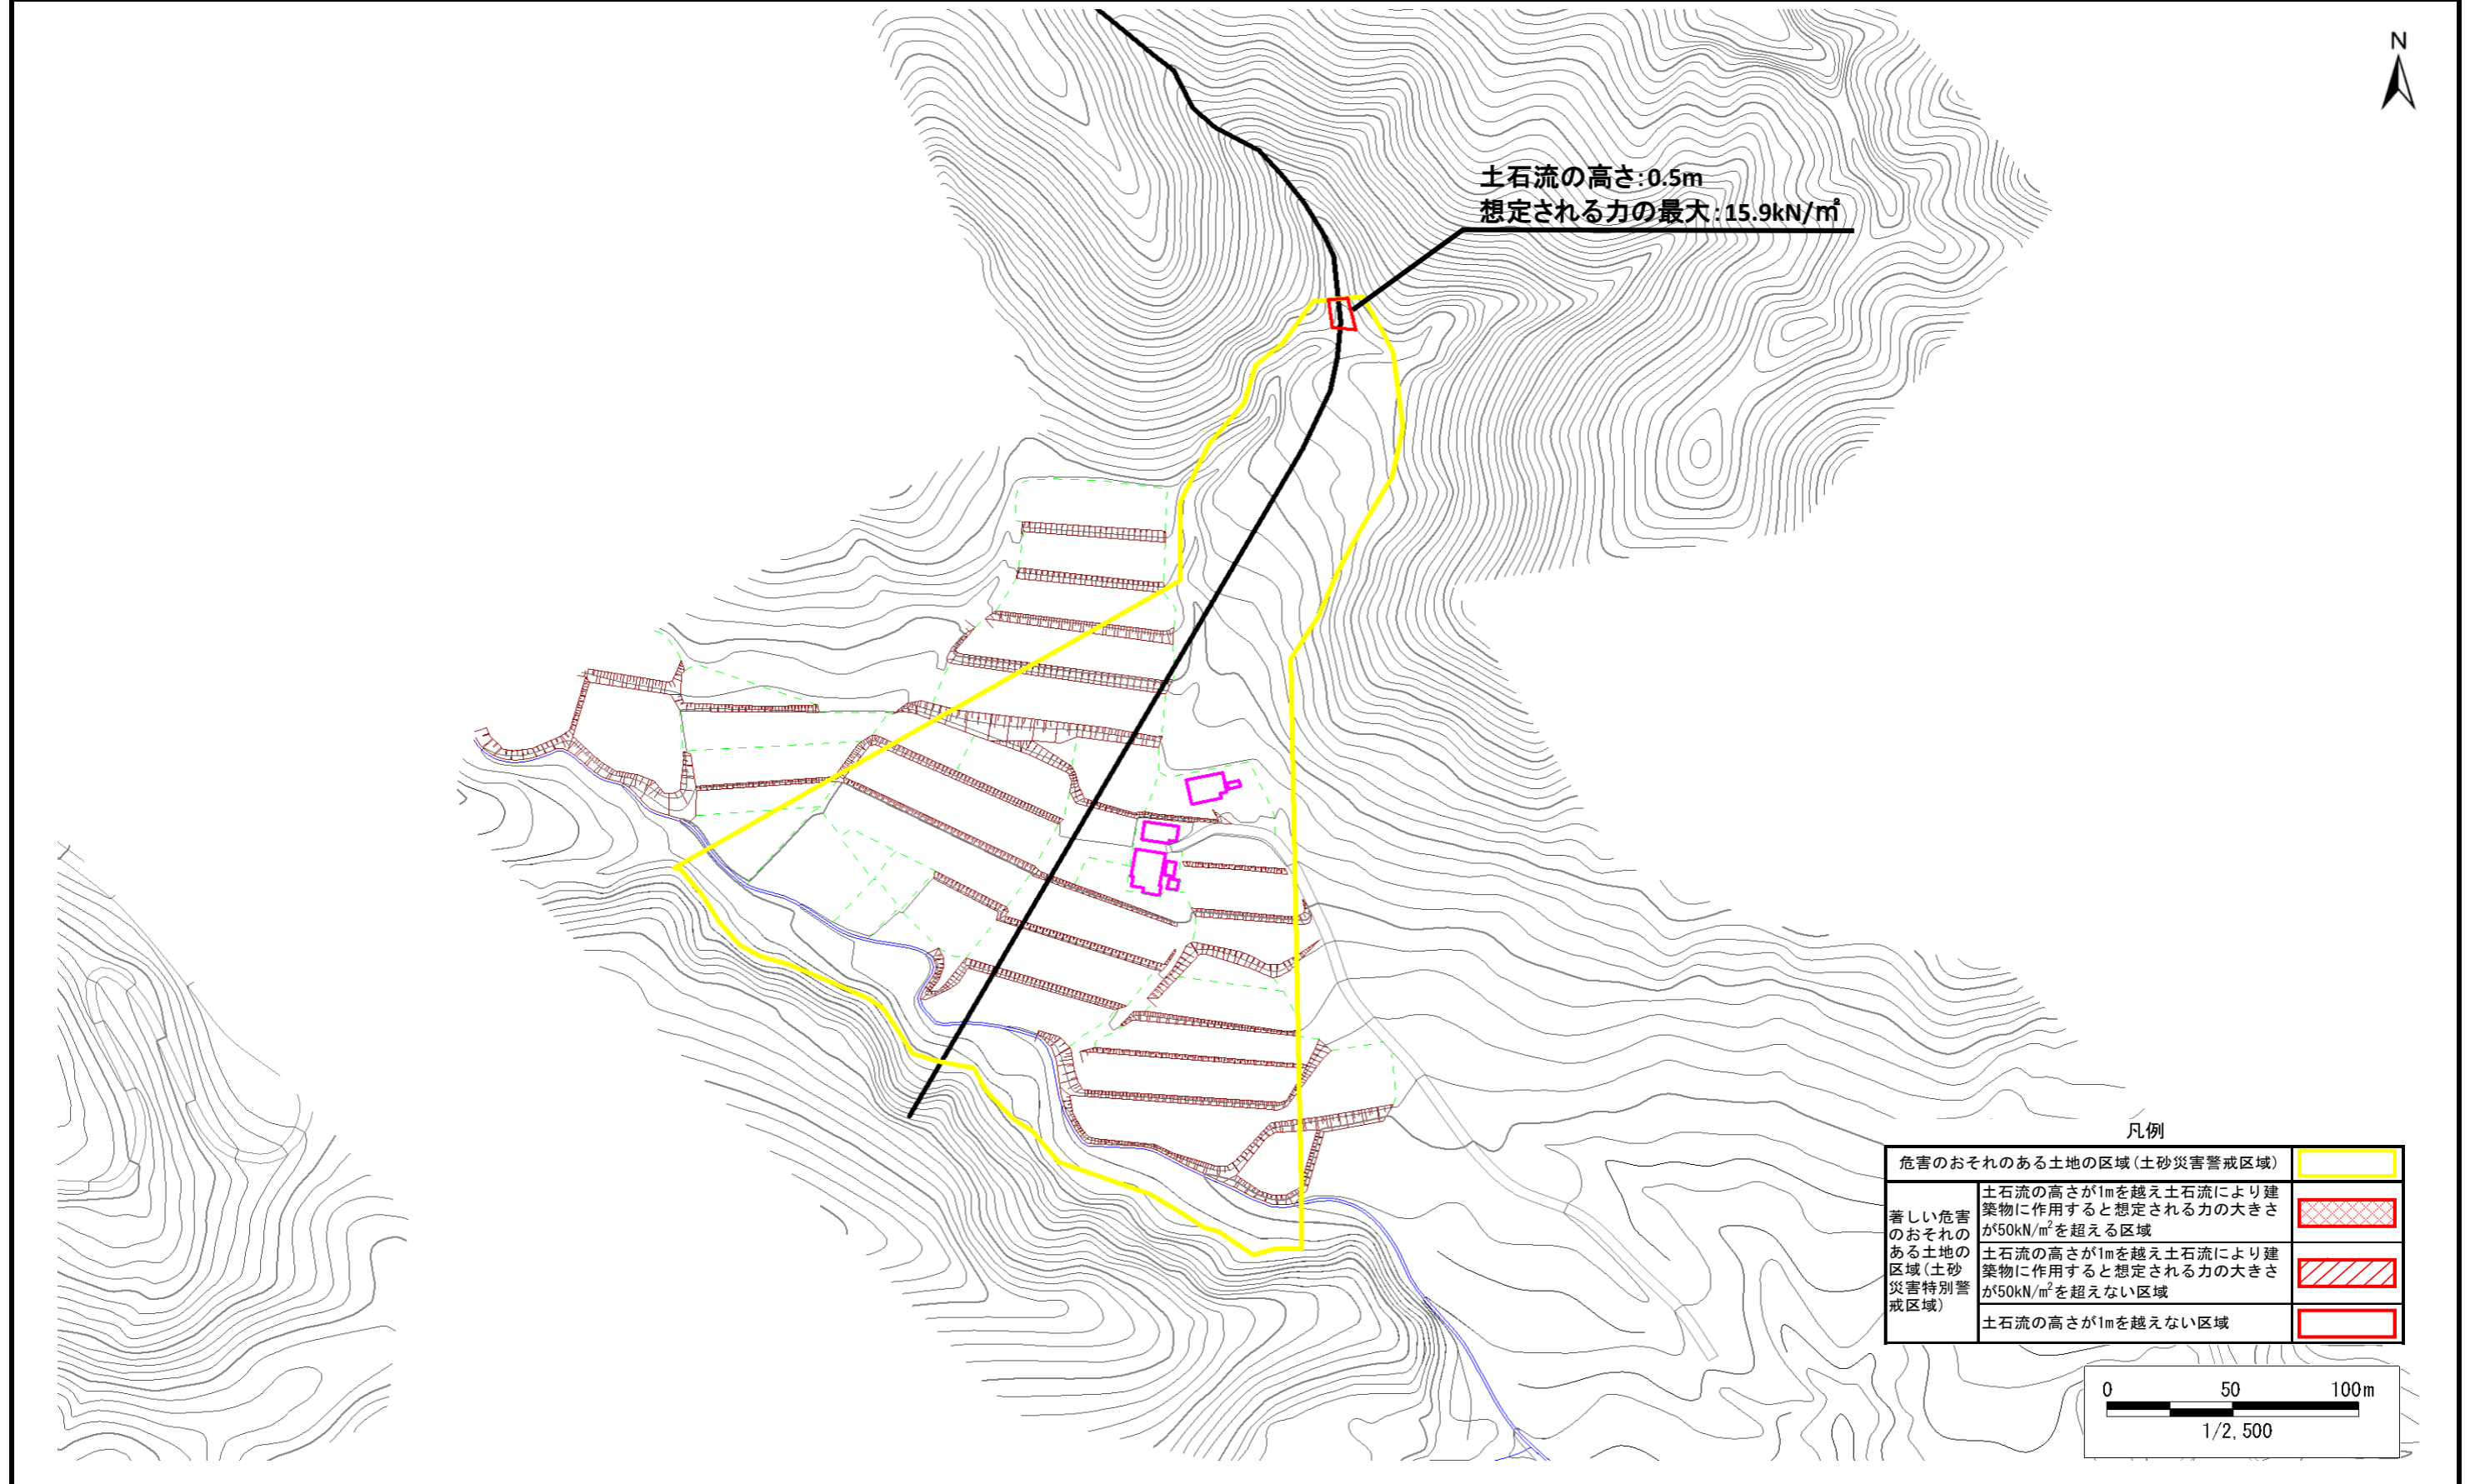 N
土石流の高さ:0.5m
想定される力の最大:15.9kN/㎡
凡例
危害のおそれのある土地の区域(土砂災害警戒区域)
著しい危害
のおそれの
ある土地の
区域(土砂
災害特別警
戒区域)
土石流の高さが1mを越え土石流により建
築物に作用すると想定される力の大きさ
が50kN/m²を超える区域
土石流の高さが1mを越え土石流により建
築物に作用すると想定される力の大きさ
が50kN/m²を超えない区域
土石流の高さが1mを越えない区域
0 50 100m
1/2,500